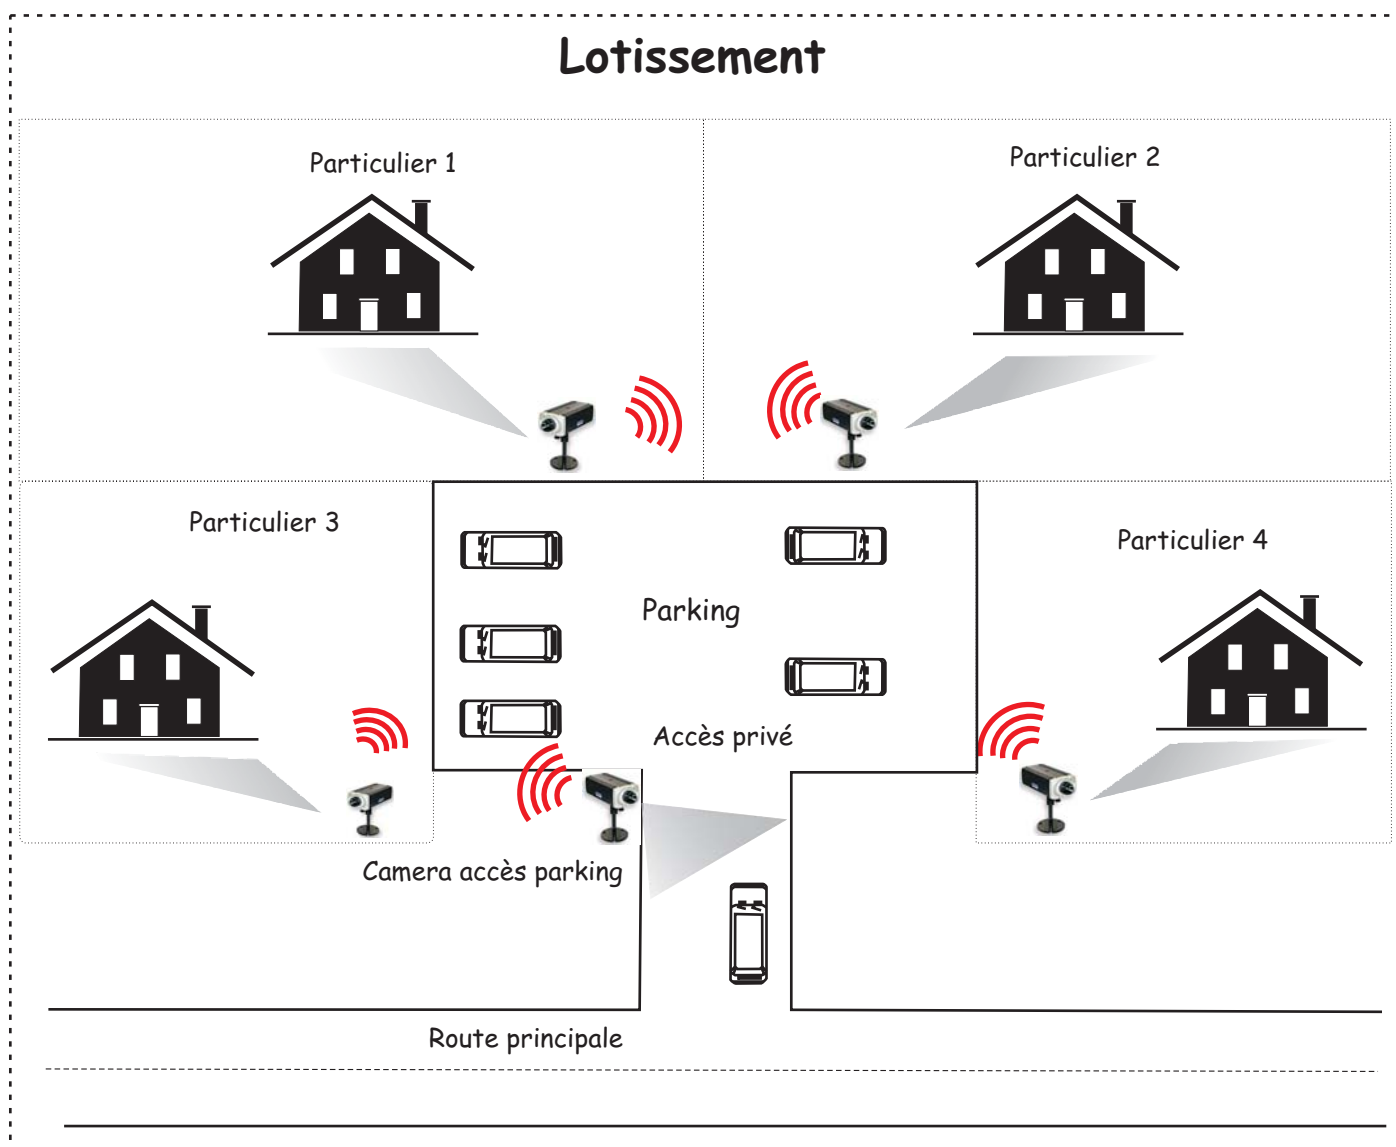 Lotissement
Particulier 1
Particulier 2
Particulier 3
Particulier 4
Parking
Accès privé
Camera accès parking
Route principale